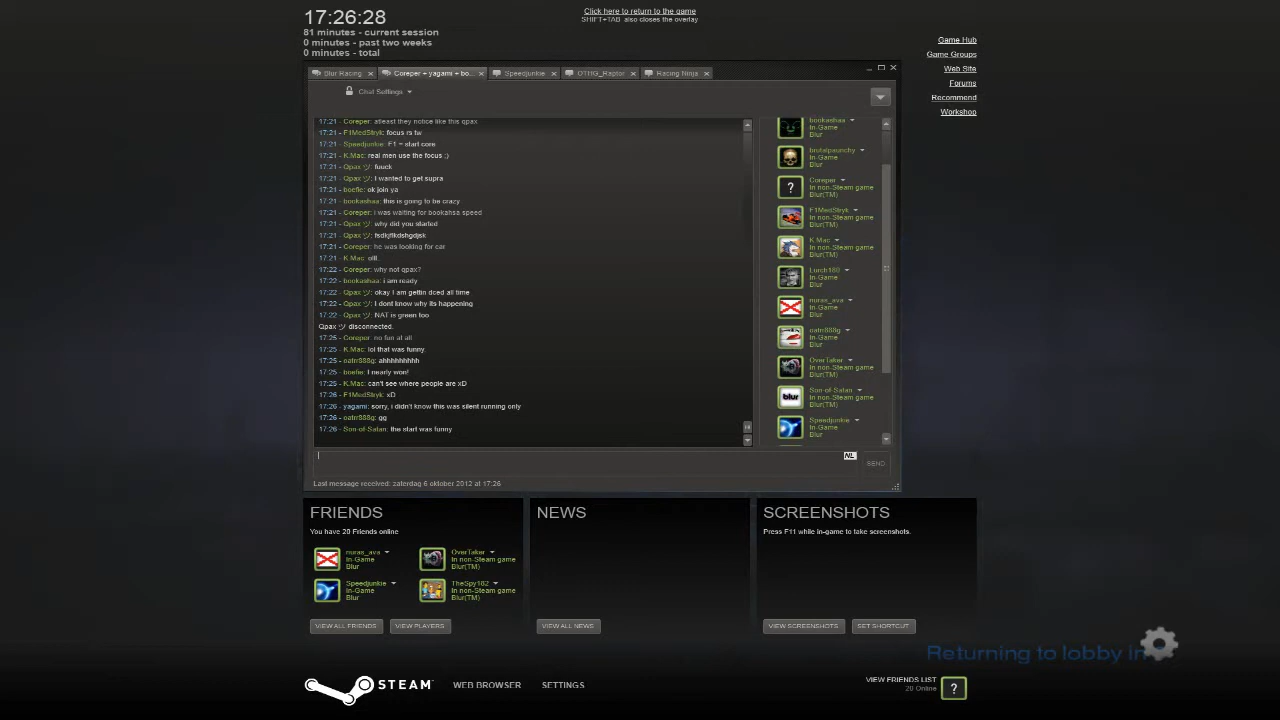 17:26:28
81 minutes - current session
0 minutes - past two weeks
0 minutes - total
Click here to return to the game
SHIFT+TAB also closes the overlay
Game Hub
Game Groups
Web Site
Forums
Recommend
Workshop
Blur Racing
Coreper + yagami + bo...
Speedjunkie
OTHG_Raptor
Racing Ninja
Chat Settings
17:21 - Coreper: atleast they notice like this qpax
17:21 - F1MedStryk: focus rs tw
17:21 - Speedjunkie: F1 ~ start core
17:21 - K.Mac: real men use the focus ;)
17:21 - Qpax ツ: fuuck
17:21 - Qpax ツ: I wanted to get supra
17:21 - boefie: ok join ya
17:21 - bookashaa: this is going to be crazy
17:21 - Coreper: i was waiting for bookahsa speed
17:21 - Qpax ツ: why did you started
17:21 - Qpax ツ: fsdkjflkdshgdjsk
17:21 - Coreper: he was looking for car
17:21 - K.Mac: olll.
17:22 - Coreper: why not qpax?
17:22 - bookashaa: i am ready
17:22 - Qpax ツ: okay I am gettin dced all time
17:22 - Qpax ツ: I dont know why its happening
17:22 - Qpax ツ: NAT is green too
Qpax ツ disconnected.
17:25 - Coreper: no fun at all
17:25 - K.Mac: lol that was funny.
17:25 - oatrr888g: ahhhhhhhhh
17:25 - boefie: I nearly won!
17:25 - K.Mac: can't see where people are xD
17:26 - F1MedStryk: xD
17:26 - yagami: sorry, i didn't know this was silent running only
17:26 - oatrr888g: gg
17:26 - Son-of-Satan: the start was funny
bookashaa
In-Game
Blur
brutalpaunchy
In-Game
Blur
Coreper
In non-Steam game
Blur(TM)
F1MedStryk
In non-Steam game
Blur(TM)
K.Mac
In non-Steam game
Blur(TM)
Lurch180
In-Game
Blur
nuras_ava
In-Game
Blur
oatrr888g
In-Game
Blur
OverTaker
In non-Steam game
Blur(TM)
blur
Son-of-Satan
In non-Steam game
Blur(TM)
Speedjunkie
In-Game
Blur
NL
SEND
Last message received: zaterdag 6 oktober 2012 at 17:26
FRIENDS
You have 20 Friends online
nuras_ava
In-Game
Blur
OverTaker
In non-Steam game
Blur(TM)
Speedjunkie
In-Game
Blur
TheSpy182
In non-Steam game
Blur(TM)
VIEW ALL FRIENDS
VIEW PLAYERS
NEWS
VIEW ALL NEWS
SCREENSHOTS
Press F11 while in-game to take screenshots.
VIEW SCREENSHOTS
SET SHORTCUT
Returning to lobby in
STEAM
WEB BROWSER
SETTINGS
VIEW FRIENDS LIST
20 Online